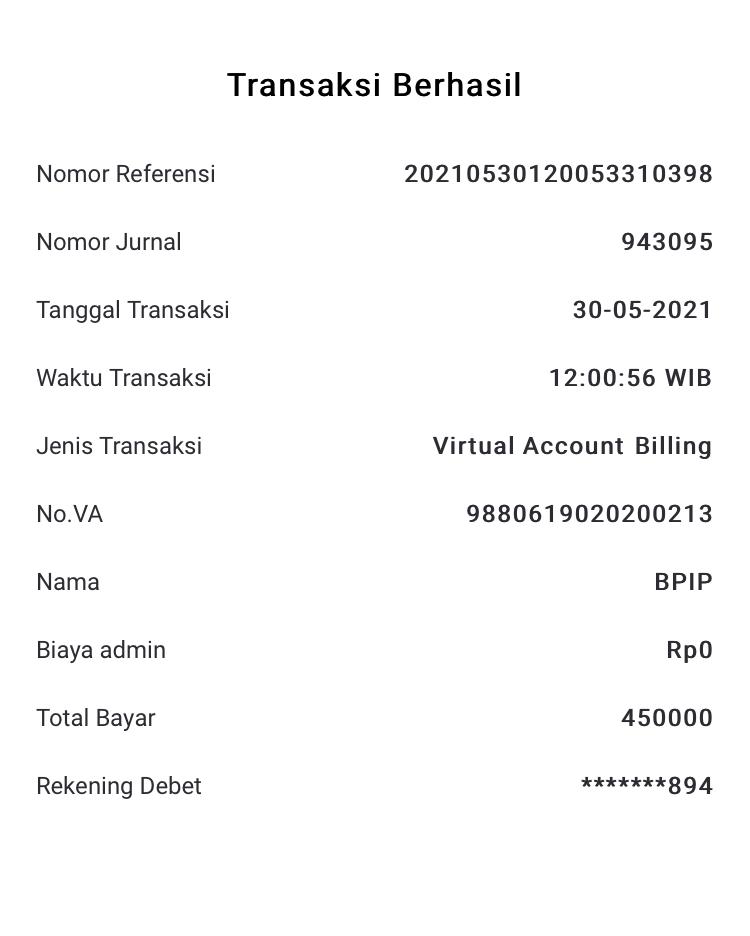 Transaksi Berhasil
Nomor Referensi 20210530120053310398
Nomor Jurnal 943095
Tanggal Transaksi 30-05-2021
Waktu Transaksi 12:00:56 WIB
Jenis Transaksi Virtual Account Billing
No.VA 9880619020200213
Nama BPIP
Biaya admin Rp0
Total Bayar 450000
Rekening Debet *******894